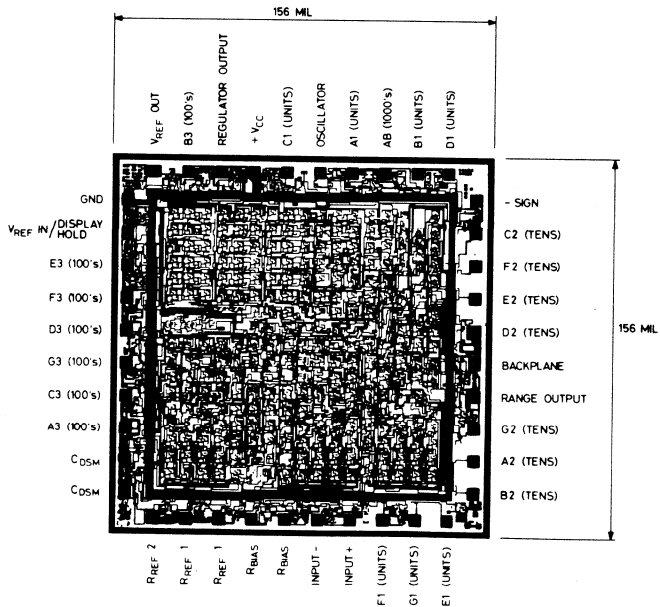 156 MIL
VREF OUT
B3 (100's)
REGULATOR OUTPUT
+ VCC
C1 (UNITS)
OSCILLATOR
A1 (UNITS)
AB (1000's)
B1 (UNITS)
D1 (UNITS)
GND
VREF IN/DISPLAY
HOLD
E3 (100's)
F3 (100's)
D3 (100's)
G3 (100's)
C3 (100's)
A3 (100's)
CDSM
CDSM
- SIGN
C2 (TENS)
F2 (TENS)
E2 (TENS)
D2 (TENS)
BACKPLANE
RANGE OUTPUT
G2 (TENS)
A2 (TENS)
B2 (TENS)
156 MIL
RREF 2
RREF 1
RREF 1
RBIAS
RBIAS
INPUT-
INPUT+
F1 (UNITS)
G1 (UNITS)
E1 (UNITS)